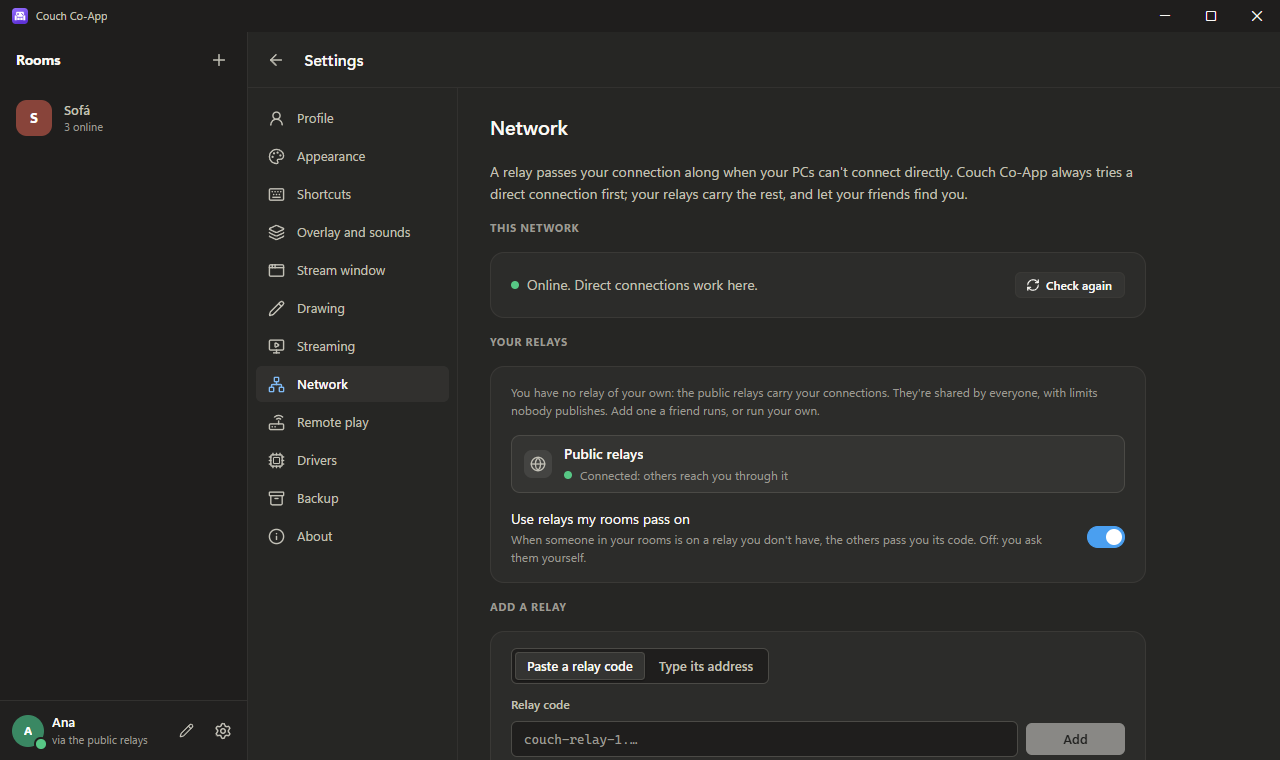 Couch Co-App
Rooms
Settings
S
Sofá
3 online
Profile
Appearance
Shortcuts
Overlay and sounds
Stream window
Drawing
Streaming
Network
Remote play
Drivers
Backup
About
Network
A relay passes your connection along when your PCs can't connect directly. Couch Co-App always tries a
direct connection first; your relays carry the rest, and let your friends find you.
THIS NETWORK
Online. Direct connections work here.
Check again
YOUR RELAYS
You have no relay of your own: the public relays carry your connections. They're shared by everyone, with limits
nobody publishes. Add one a friend runs, or run your own.
Public relays
Connected: others reach you through it
Use relays my rooms pass on
When someone in your rooms is on a relay you don't have, the others pass you its code. Off: you ask
them yourself.
ADD A RELAY
Paste a relay code
Type its address
Relay code
couch-relay-1.…
Add
A
Ana
via the public relays